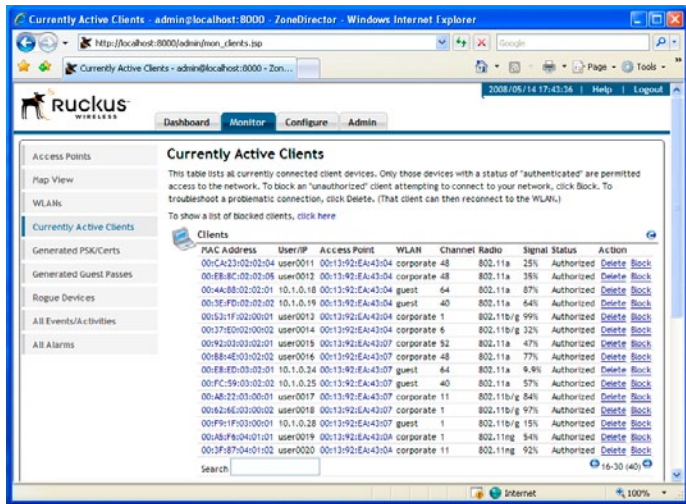 Currently Active Clients - admin@localhost:8000 - ZoneDirector - Windows Internet Explorer
http://localhost:8000/admin/mon_clients.jsp
Google
Currently Active Clients - admin@localhost:8000 - Zon...
Page
Tools
2008/05/14 17:43:36 | Help | Logout
RUCKUS
WIRELESS
Dashboard Monitor Configure Admin
Access Points
Map View
WLANs
Currently Active Clients
Generated PSK/Certs
Generated Guest Passes
Rogue Devices
All Events/Activities
All Alarms
Currently Active Clients
This table lists all currently connected client devices. Only those devices with a status of "authenticated" are permitted
access to the network. To block an "unauthorized" client attempting to connect to your network, click Block. To
troubleshoot a problematic connection, click Delete. (That client can then reconnect to the WLAN.)
To show a list of blocked clients, click here
Clients
MAC Address User/IP Access Point WLAN Channel Radio Signal Status Action
00:CA:23:02:02:04 user0011 00:13:92:EA:43:04 corporate 48 802.11a 25% Authorized Delete Block
00:EB:8C:02:02:05 user0012 00:13:92:EA:43:04 corporate 48 802.11a 35% Authorized Delete Block
00:4A:88:02:02:01 10.1.0.18 00:13:92:EA:43:04 guest 64 802.11a 87% Authorized Delete Block
00:3E:FD:02:02:02 10.1.0.19 00:13:92:EA:43:04 guest 40 802.11a 64% Authorized Delete Block
00:53:1F:02:00:01 user0013 00:13:92:EA:43:04 corporate 1 802.11b/g 99% Authorized Delete Block
00:37:E0:02:00:02 user0014 00:13:92:EA:43:04 corporate 6 802.11b/g 32% Authorized Delete Block
00:92:03:03:02:01 user0015 00:13:92:EA:43:07 corporate 52 802.11a 47% Authorized Delete Block
00:B8:4E:03:02:02 user0016 00:13:92:EA:43:07 corporate 48 802.11a 77% Authorized Delete Block
00:E8:ED:03:02:01 10.1.0.24 00:13:92:EA:43:07 guest 64 802.11a 9.9% Authorized Delete Block
00:FC:59:03:02:02 10.1.0.25 00:13:92:EA:43:07 guest 40 802.11a 57% Authorized Delete Block
00:A8:22:03:00:01 user0017 00:13:92:EA:43:07 corporate 11 802.11b/g 84% Authorized Delete Block
00:62:6E:03:00:02 user0018 00:13:92:EA:43:07 corporate 1 802.11b/g 97% Authorized Delete Block
00:F9:1F:03:00:01 10.1.0.28 00:13:92:EA:43:07 guest 1 802.11b/g 15% Authorized Delete Block
00:A8:F6:04:01:01 user0019 00:13:92:EA:43:0A corporate 1 802.11ng 54% Authorized Delete Block
00:3F:87:04:01:02 user0020 00:13:92:EA:43:0A corporate 11 802.11ng 92% Authorized Delete Block
Search
16-30 (40)
Internet
100%